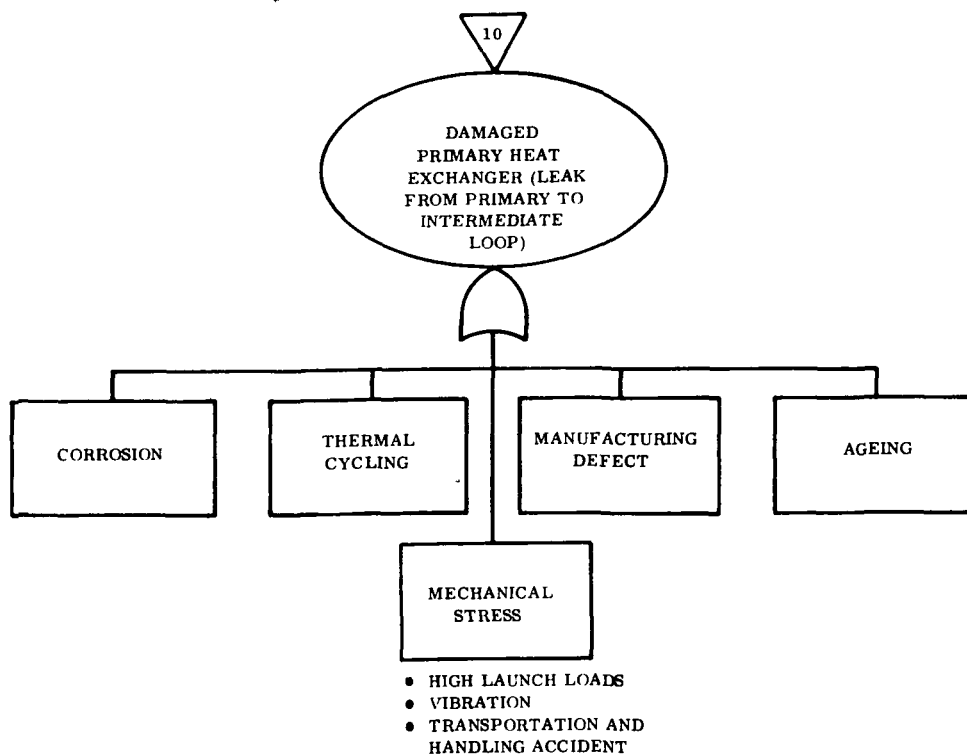 10
DAMAGED
PRIMARY HEAT
EXCHANGER (LEAK
FROM PRIMARY TO
INTERMEDIATE
LOOP)
CORROSION
THERMAL
CYCLING
MANUFACTURING
DEFECT
AGEING
MECHANICAL
STRESS
• HIGH LAUNCH LOADS
• VIBRATION
• TRANSPORTATION AND
HANDLING ACCIDENT